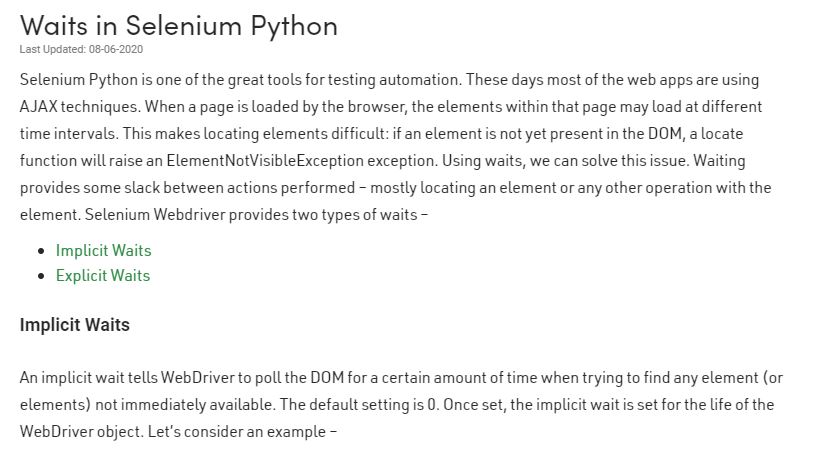 Waits in Selenium Python
Last Updated: 08-06-2020
Selenium Python is one of the great tools for testing automation. These days most of the web apps are using
AJAX techniques. When a page is loaded by the browser, the elements within that page may load at different
time intervals. This makes locating elements difficult: if an element is not yet present in the DOM, a locate
function will raise an ElementNotVisibleException exception. Using waits, we can solve this issue. Waiting
provides some slack between actions performed – mostly locating an element or any other operation with the
element. Selenium Webdriver provides two types of waits –
• Implicit Waits
• Explicit Waits
Implicit Waits
An implicit wait tells WebDriver to poll the DOM for a certain amount of time when trying to find any element (or
elements) not immediately available. The default setting is 0. Once set, the implicit wait is set for the life of the
WebDriver object. Let's consider an example –